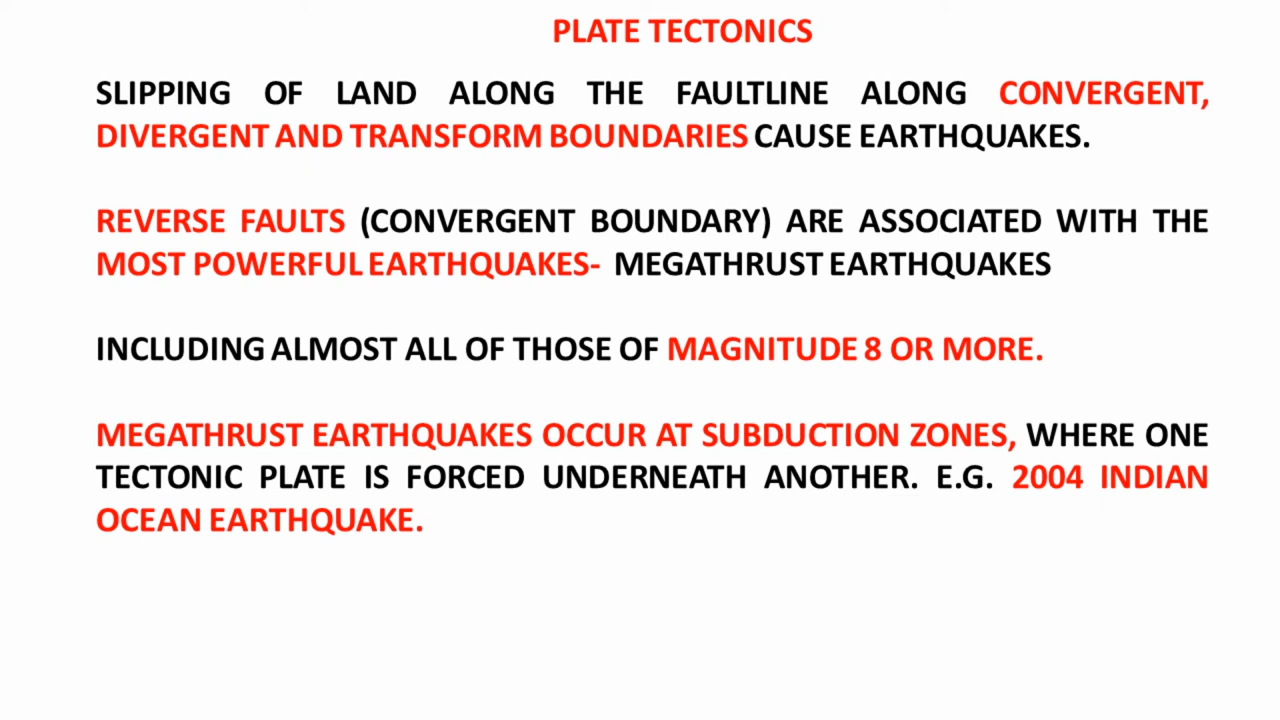 PLATE TECTONICS
SLIPPING OF LAND ALONG THE FAULTLINE ALONG CONVERGENT,
DIVERGENT AND TRANSFORM BOUNDARIES CAUSE EARTHQUAKES.
REVERSE FAULTS (CONVERGENT BOUNDARY) ARE ASSOCIATED WITH THE
MOST POWERFUL EARTHQUAKES- MEGATHRUST EARTHQUAKES
INCLUDING ALMOST ALL OF THOSE OF MAGNITUDE 8 OR MORE.
MEGATHRUST EARTHQUAKES OCCUR AT SUBDUCTION ZONES, WHERE ONE
TECTONIC PLATE IS FORCED UNDERNEATH ANOTHER. E.G. 2004 INDIAN
OCEAN EARTHQUAKE.